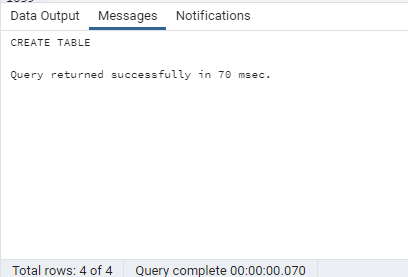 Data Output Messages Notifications
CREATE TABLE
Query returned successfully in 70 msec.
Total rows: 4 of 4 Query complete 00:00:00.070